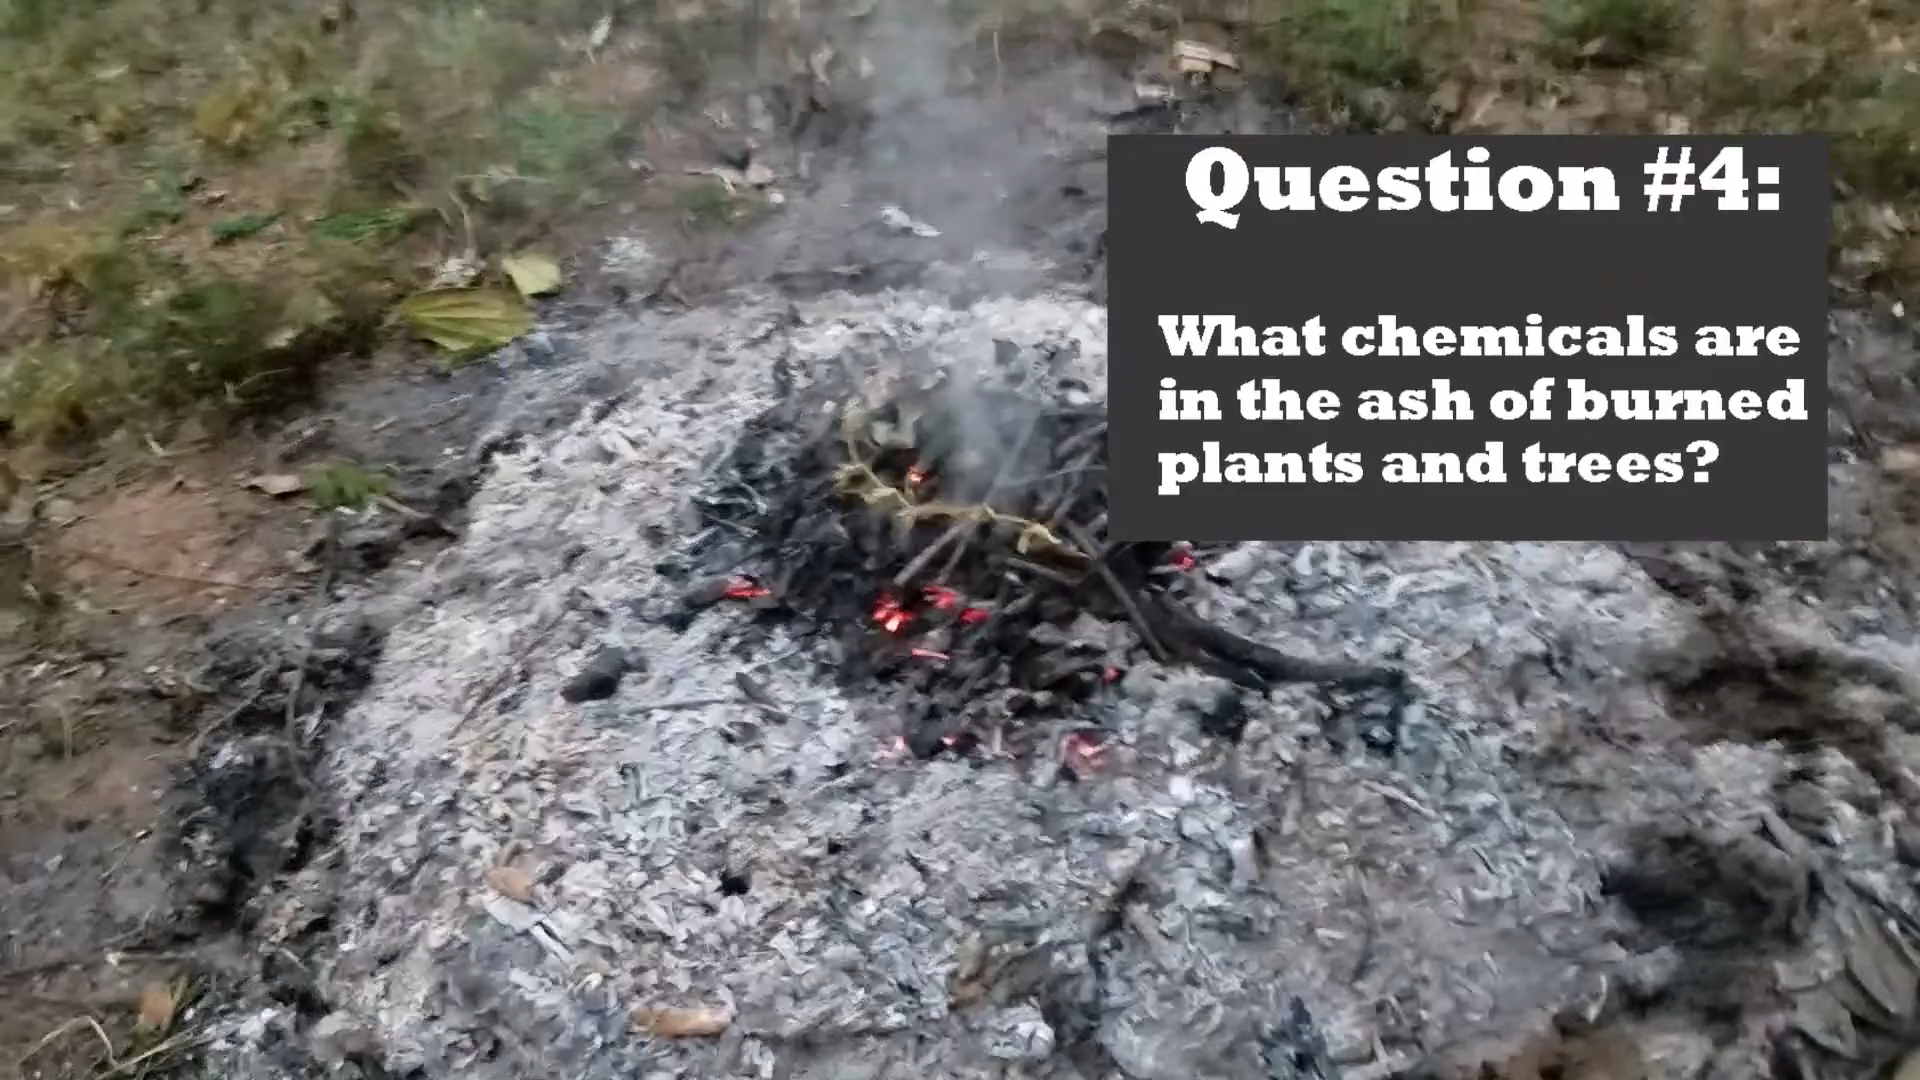 Question #4:
What chemicals are
in the ash of burned
plants and trees?